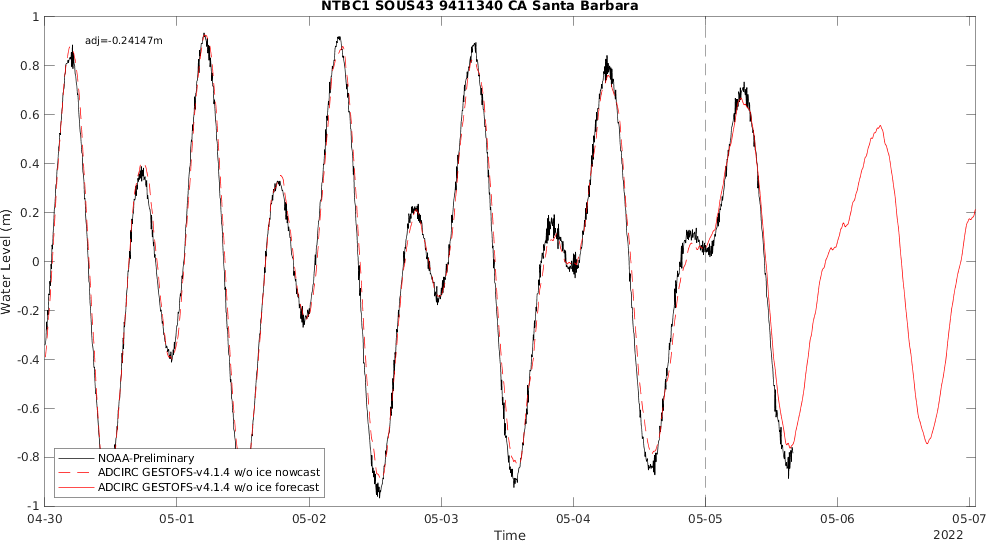 NTBC1 SOUS43 9411340 CA Santa Barbara
adj=-0.24147m
Water Level (m)
1
0.8
0.6
0.4
0.2
0
-0.2
-0.4
-0.6
-0.8
-1
NOAA-Preliminary
ADCIRC GESTOFS-v4.1.4 w/o ice nowcast
ADCIRC GESTOFS-v4.1.4 w/o ice forecast
04-30 05-01 05-02 05-03 05-04 05-05 05-06 05-07
Time
2022